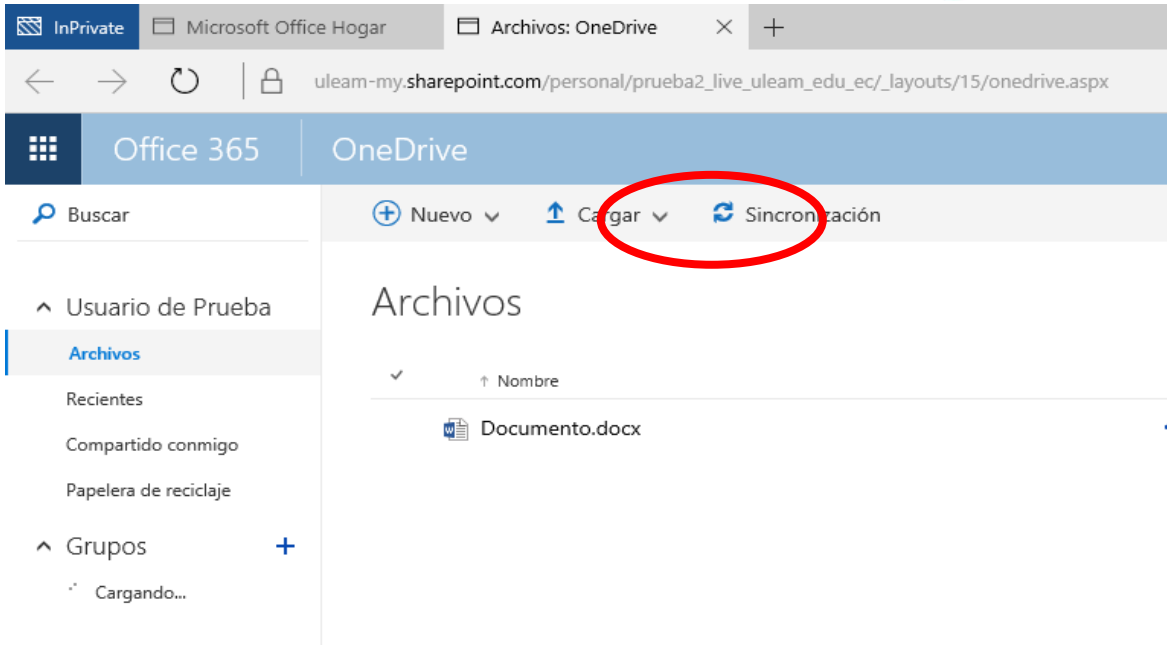 InPrivate Microsoft Office Hogar Archivos: OneDrive
uleam-my.sharepoint.com/personal/prueba2_live_uleam_edu_ec/_layouts/15/onedrive.aspx
Office 365 OneDrive
Buscar Nuevo Cargar Sincronización
Archivos
Usuario de Prueba
Archivos
Nombre
Recientes
Documento.docx
Compartido conmigo
Papelera de reciclaje
Grupos
Cargando...